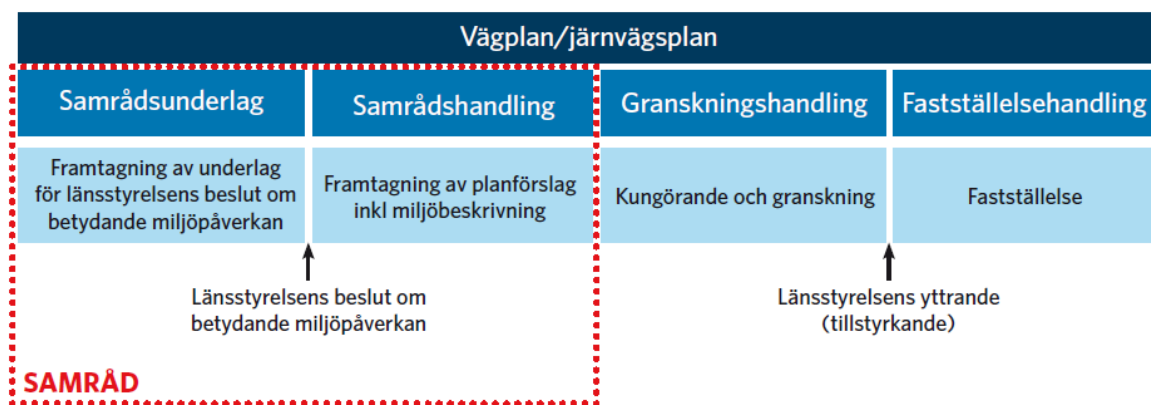 Vägplan/järnvägsplan
Samrådsunderlag
Samrådshandling
Granskningshandling
Fastställelsehandling
Framtagning av underlag
för länsstyrelsens beslut om
betydande miljöpåverkan
Framtagning av planförslag
inkl miljöbeskrivning
Kungörande och granskning
Fastställelse
Länsstyrelsens beslut om
betydande miljöpåverkan
Länsstyrelsens yttrande
(tillstyrkande)
SAMRÅD